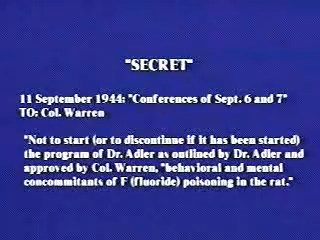 "SECRET"
11 September 1944: "Conferences of Sept. 6 and 7"
TO: Col. Warren
"Not to start (or to discontinue if it has been started)
the program of Dr. Adler as outlined by Dr. Adler and
approved by Col. Warren, "behavioral and mental
concommitants of F (fluoride) poisoning in the rat."